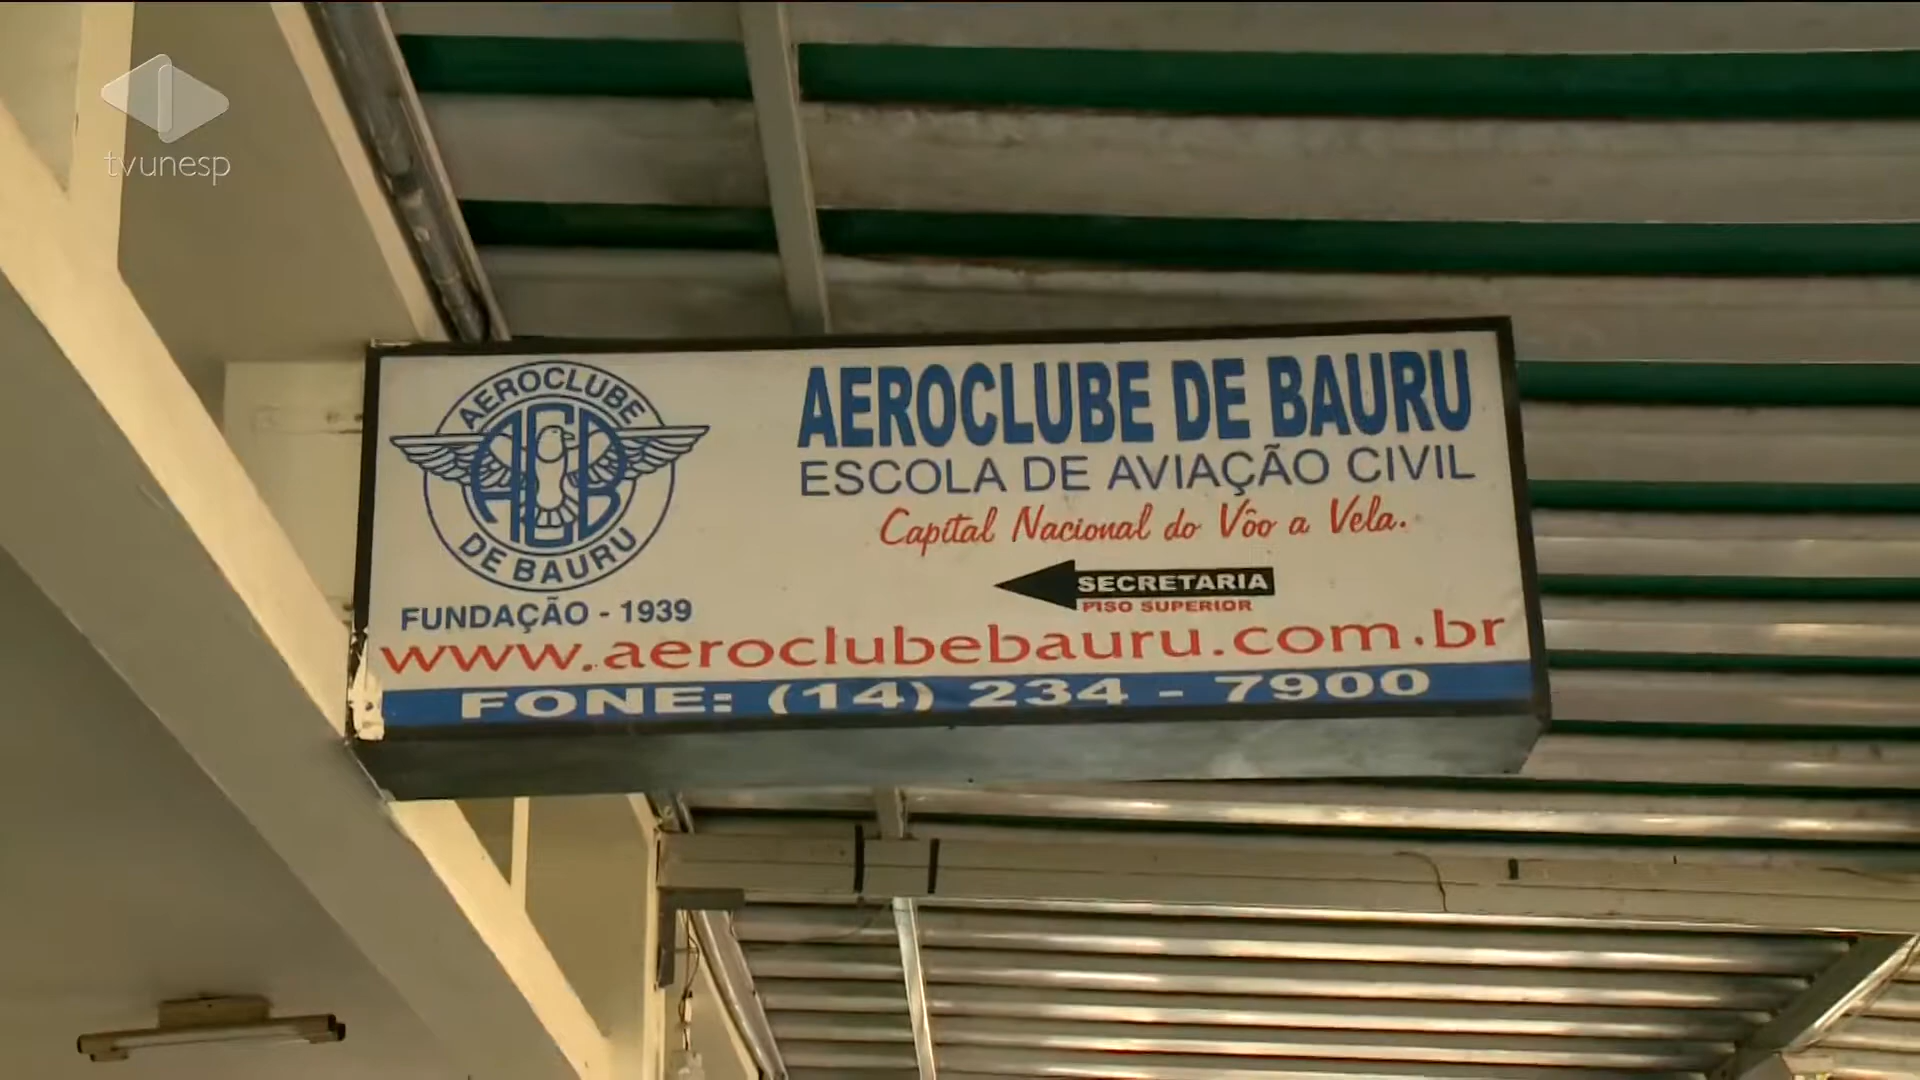 tvunesp
AEROCLUBE
ACB
DE BAURU
FUNDAÇÃO - 1939
AEROCLUBE DE BAURU
ESCOLA DE AVIAÇÃO CIVIL
Capital Nacional do Vôo a Vela.
SECRETARIA
PISO SUPERIOR
www.aeroclubebauru.com.br
FONE: (14) 234 - 7900